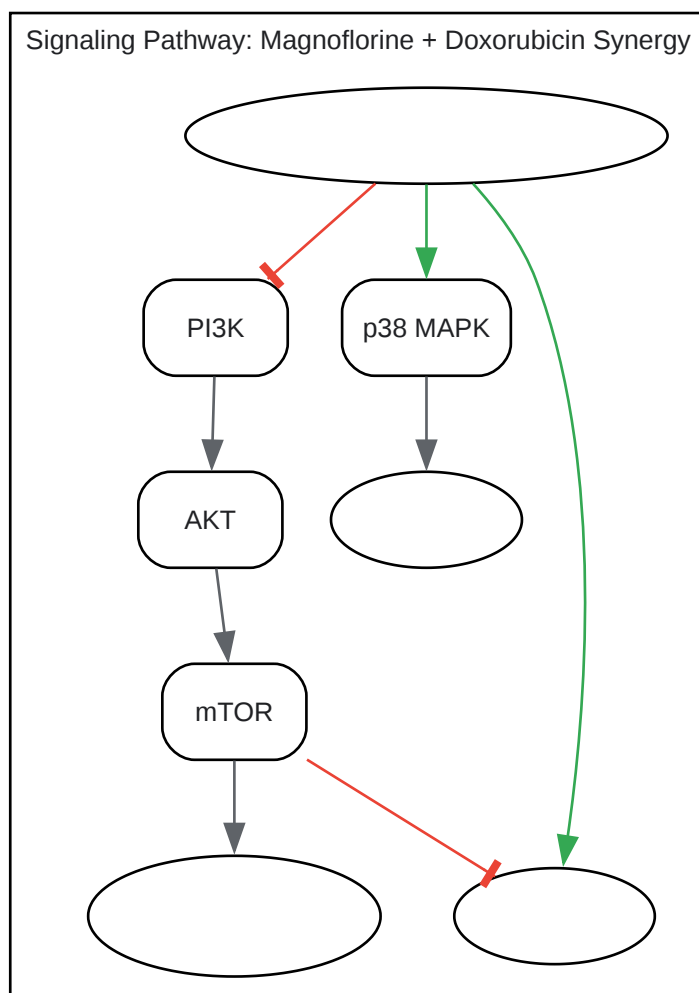 Signaling Pathway: Magnoflorine + Doxorubicin Synergy
PI3K
p38 MAPK
AKT
mTOR